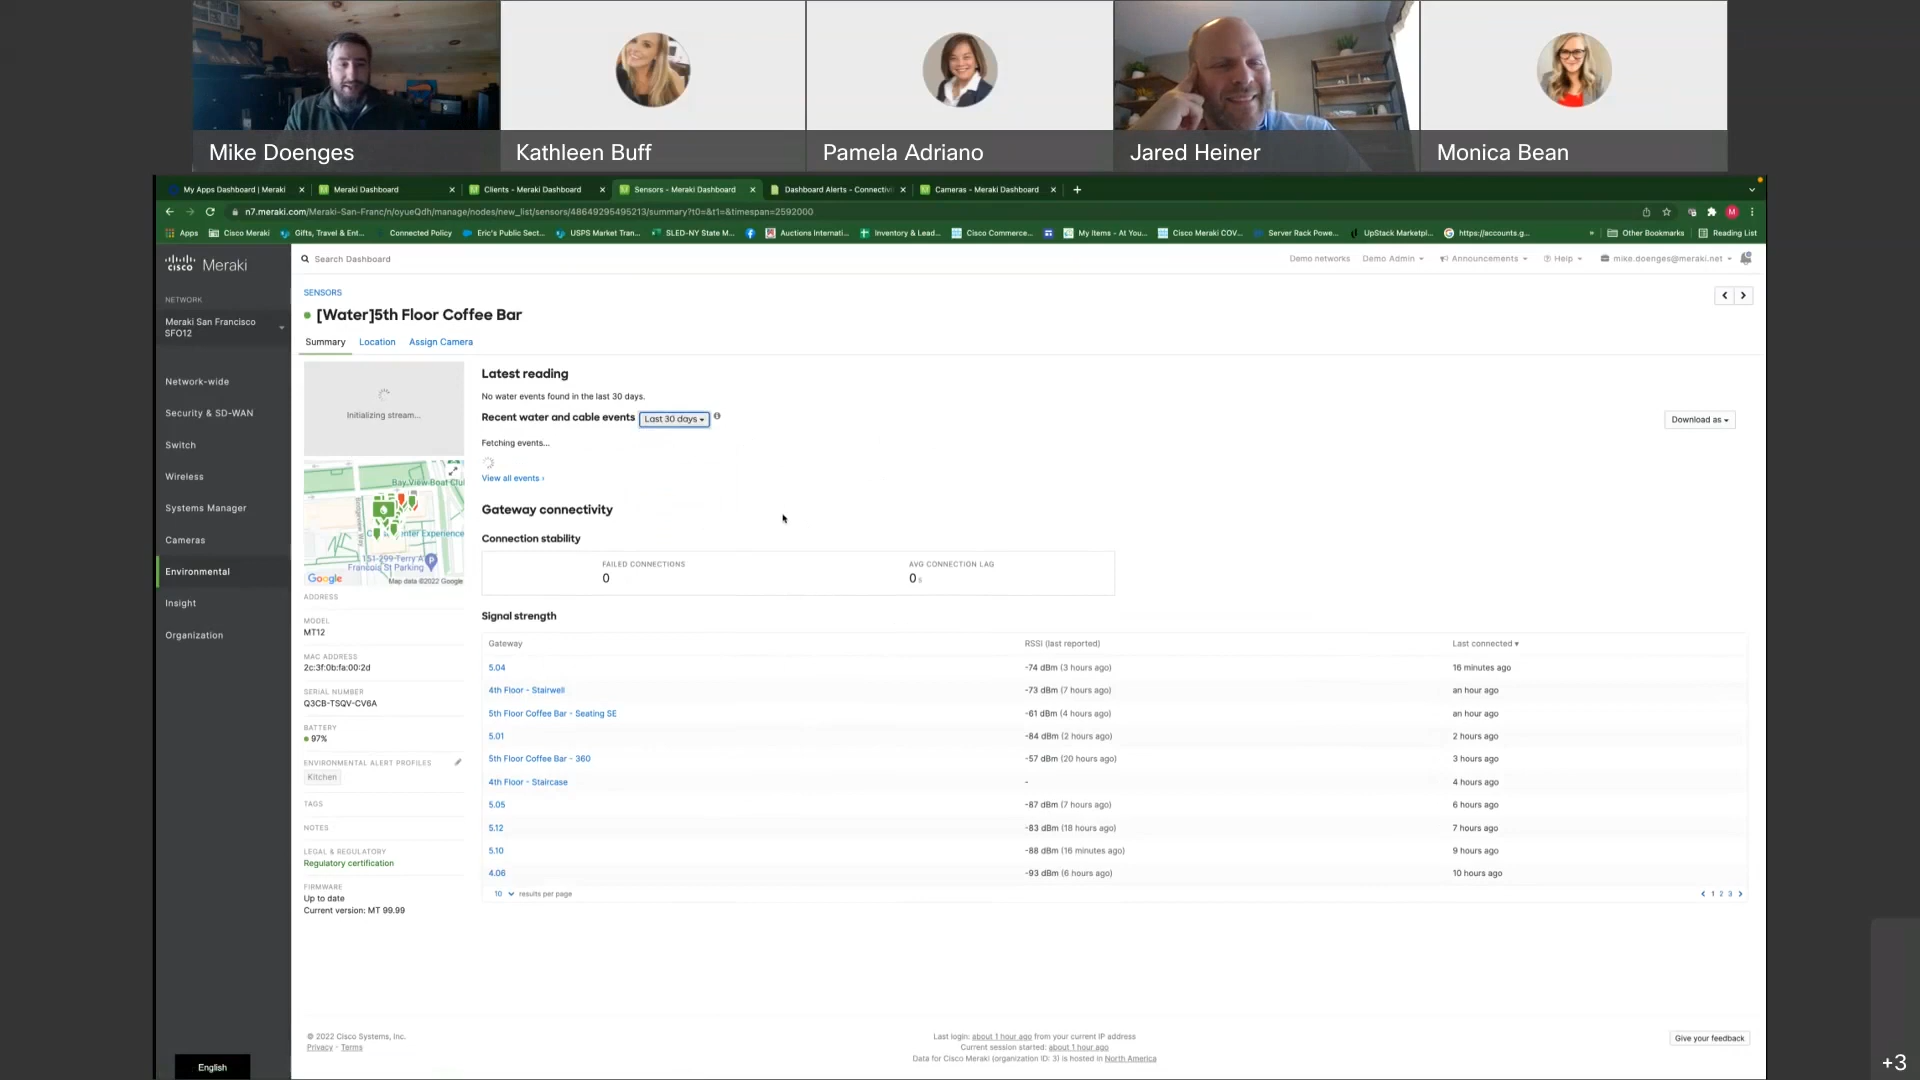 Mike Doenges
Kathleen Buff
Pamela Adriano
Jared Heiner
Monica Bean
My Apps Dashboard | Meraki
Meraki Dashboard
Clients - Meraki Dashboard
Sensors - Meraki Dashboard
Dashboard Alerts - Connectivi
Cameras - Meraki Dashboard
n7.meraki.com/Meraki-San-Franc/n/oyueQdh/manage/nodes/new_list/sensors/48649295495213/summary?t0=&t1=&timespan=2592000
M
Apps
Cisco Meraki
Gifts, Travel & Ent...
Connected Policy
Eric's Public Sect...
USPS Market Tran...
SLED-NY State M...
Auctions Internati...
Inventory & Lead...
Cisco Commerce...
My Items - At You...
Cisco Meraki COV...
Server Rack Powe...
UpStack Marketpl...
https://accounts.g...
»
Other Bookmarks
Reading List
cisco Meraki
Search Dashboard
Demo networks
Demo Admin
Announcements
Help
mike.doenges@meraki.net
NETWORK
Meraki San Francisco
SFO12
Network-wide
Security & SD-WAN
Switch
Wireless
Systems Manager
Cameras
Environmental
Insight
Organization
English
SENSORS
[Water]5th Floor Coffee Bar
Summary
Location
Assign Camera
Initializing stream...
Bay View Boat Clu
nter Experience
151-299 Terry A
Francois St Parking
Google
Map data ©2022 Google
ADDRESS
MODEL
MT12
MAC ADDRESS
2c:3f:0b:fa:00:2d
SERIAL NUMBER
Q3CB-TSQV-CV6A
BATTERY
97%
ENVIRONMENTAL ALERT PROFILES
Kitchen
TAGS
NOTES
LEGAL & REGULATORY
Regulatory certification
FIRMWARE
Up to date
Current version: MT 99.99
Latest reading
No water events found in the last 30 days.
Recent water and cable events
Last 30 days
Download as
Fetching events...
View all events ›
Gateway connectivity
Connection stability
FAILED CONNECTIONS
0
AVG CONNECTION LAG
0 s
Signal strength
Gateway RSSI (last reported) Last connected
5.04 -74 dBm (3 hours ago) 16 minutes ago
4th Floor - Stairwell -73 dBm (7 hours ago) an hour ago
5th Floor Coffee Bar - Seating SE -61 dBm (4 hours ago) an hour ago
5.01 -84 dBm (2 hours ago) 2 hours ago
5th Floor Coffee Bar - 360 -57 dBm (20 hours ago) 3 hours ago
4th Floor - Staircase - 4 hours ago
5.05 -87 dBm (7 hours ago) 6 hours ago
5.12 -83 dBm (18 hours ago) 7 hours ago
5.10 -88 dBm (16 minutes ago) 9 hours ago
4.06 -93 dBm (6 hours ago) 10 hours ago
10 results per page
1 2 3
© 2022 Cisco Systems, Inc.
Privacy - Terms
Last login: about 1 hour ago from your current IP address
Current session started: about 1 hour ago
Data for Cisco Meraki (organization ID: 3) is hosted in North America
Give your feedback
+3